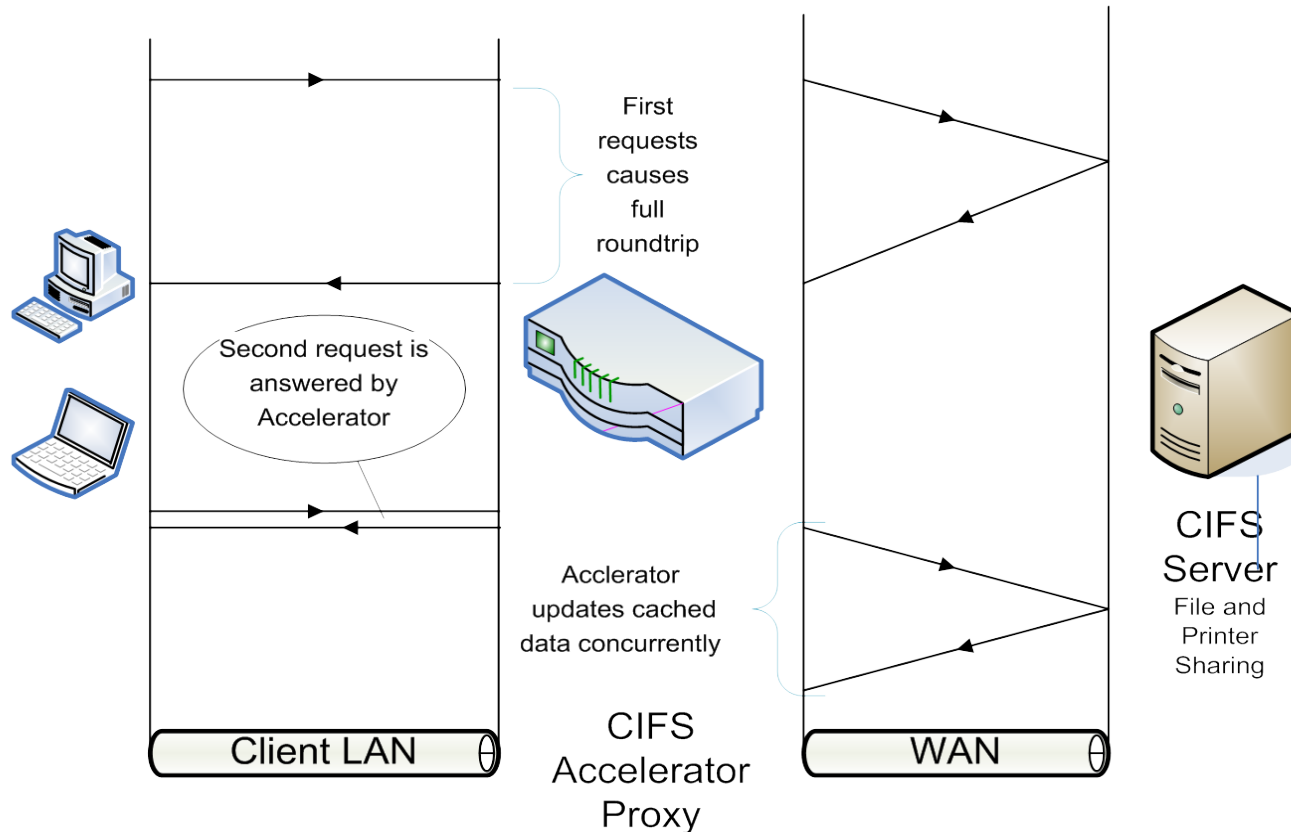 First
requests
causes
full
roundtrip
Second request is
answered by
Accelerator
Acclerator
updates cached
data concurrently
CIFS
Server
File and
Printer
Sharing
Client LAN
CIFS
Accelerator
Proxy
WAN